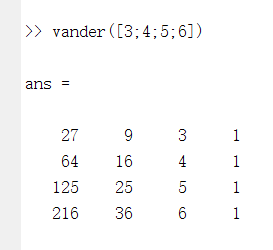 >> vander([3;4;5;6])
ans =
27 9 3 1
64 16 4 1
125 25 5 1
216 36 6 1